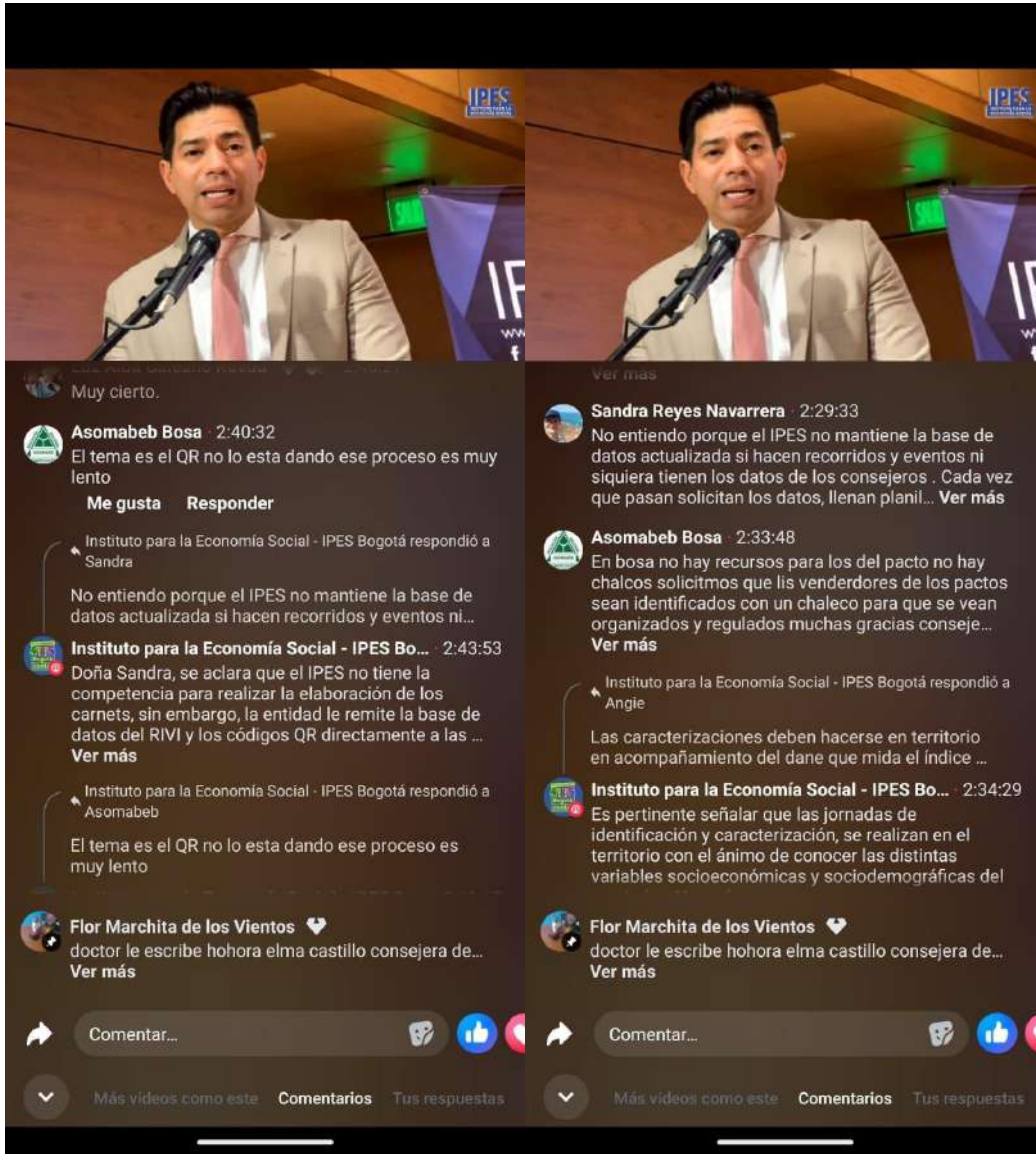 IPES
INSTITUTO PARA LA
ECONOMÍA SOCIAL
Muy cierto.
Asomabeb Bosa · 2:40:32
El tema es el QR no lo esta dando ese proceso es muy
lento
Me gusta Responder
Instituto para la Economía Social - IPES Bogotá respondió a
Sandra
No entiendo porque el IPES no mantiene la base de
datos actualizada si hacen recorridos y eventos ni...
Instituto para la Economía Social - IPES Bo... · 2:43:53
Doña Sandra, se aclara que el IPES no tiene la
competencia para realizar la elaboración de los
carnets, sin embargo, la entidad le remite la base de
datos del RIVI y los códigos QR directamente a las ...
Ver más
Instituto para la Economía Social - IPES Bogotá respondió a
Asomabeb
El tema es el QR no lo esta dando ese proceso es
muy lento
Flor Marchita de los Vientos
doctor le escribe hohora elma castillo consejera de...
Ver más
Comentar...
Más videos como este Comentarios Tus respuestas
IPES
INSTITUTO PARA LA
ECONOMÍA SOCIAL
Ver más
Sandra Reyes Navarrera · 2:29:33
No entiendo porque el IPES no mantiene la base de
datos actualizada si hacen recorridos y eventos ni
siquiera tienen los datos de los consejeros . Cada vez
que pasan solicitan los datos, llenan planil... Ver más
Asomabeb Bosa · 2:33:48
En bosa no hay recursos para los del pacto no hay
chalcos solicitmos que lis venderdores de los pactos
sean identificados con un chaleco para que se vean
organizados y regulados muchas gracias conseje...
Ver más
Instituto para la Economía Social - IPES Bogotá respondió a
Angie
Las caracterizaciones deben hacerse en territorio
en acompañamiento del dane que mida el índice ...
Instituto para la Economía Social - IPES Bo... · 2:34:29
Es pertinente señalar que las jornadas de
identificación y caracterización, se realizan en el
territorio con el ánimo de conocer las distintas
variables socioeconómicas y sociodemográficas del
Flor Marchita de los Vientos
doctor le escribe hohora elma castillo consejera de...
Ver más
Comentar...
Más videos como este Comentarios Tus respuestas